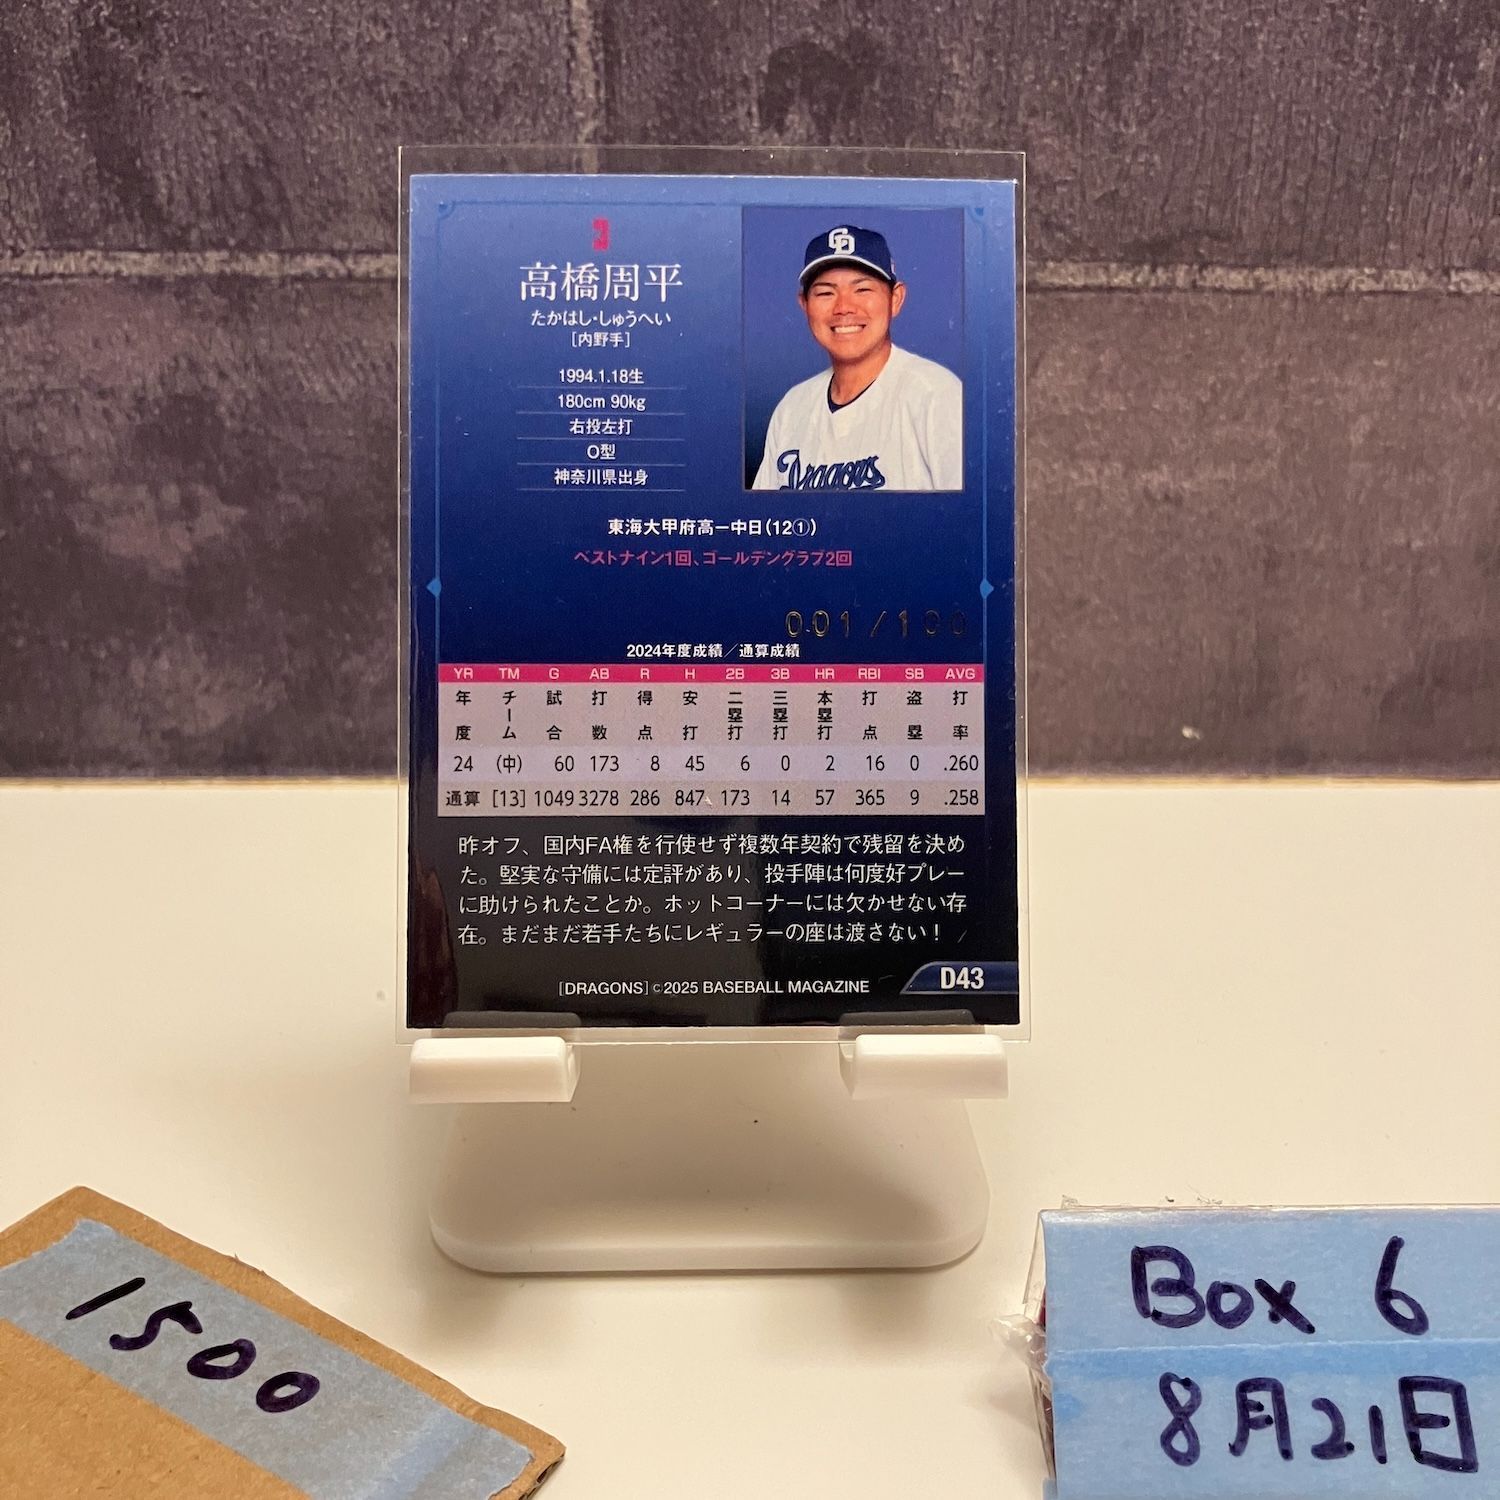 3
高橋周平
たかはし・しゅうへい
[内野手]
1994.1.18生
180cm 90kg
右投左打
O型
神奈川県出身
CD
Dragons
東海大甲府高ー中日(12①)
ベストナイン1回、ゴールデングラブ2回
001/100
2024年度成績/通算成績
YR TM G AB R H 2B 3B HR RBI SB AVG
年度 チーム 試合 打数 得点 安打 二塁打 三塁打 本塁打 打点 盗塁 打率
24 (中) 60 173 8 45 6 0 2 16 0 .260
通算 [13] 1049 3278 286 847 173 14 57 365 9 .258
昨オフ、国内FA権を行使せず複数年契約で残留を決め
た。堅実な守備には定評があり、投手陣は何度好プレー
に助けられたことか。ホットコーナーには欠かせない存
在。まだまだ若手たちにレギュラーの座は渡さない!
[DRAGONS] ©2025 BASEBALL MAGAZINE
D43
1500
Box 6
8月21日